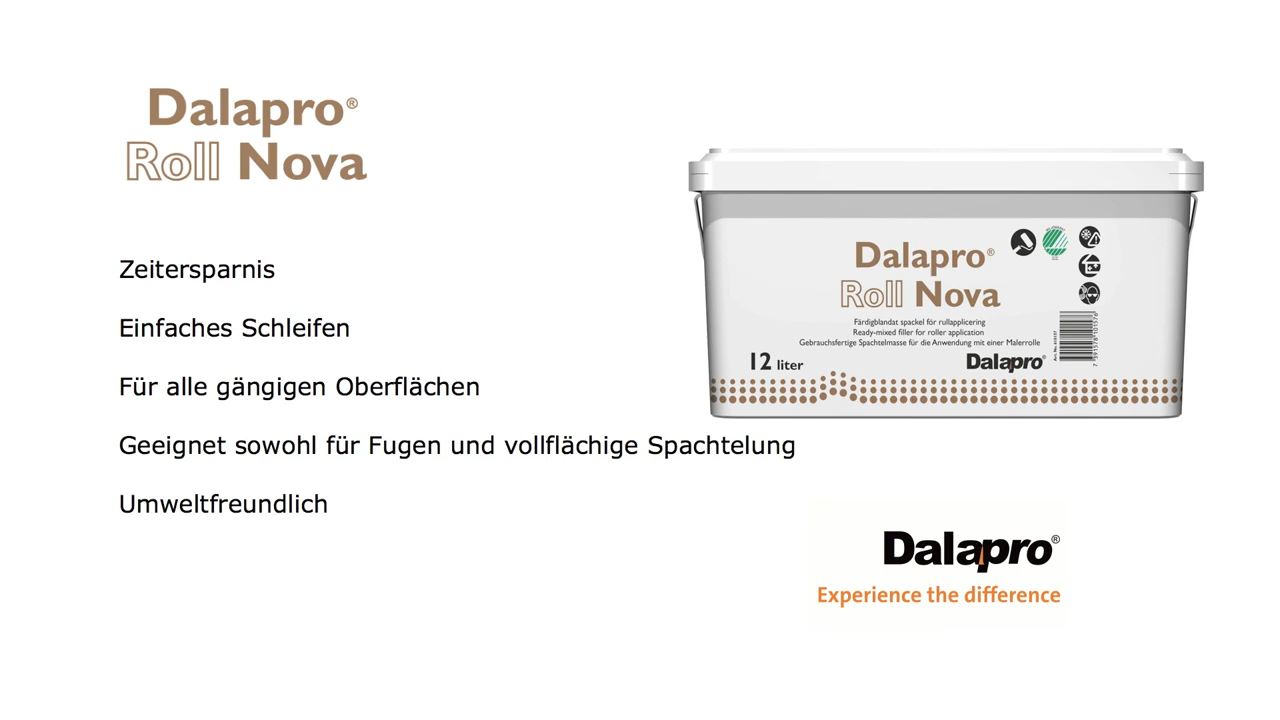 Dalapro®
Roll Nova
Zeitersparnis
Einfaches Schleifen
Für alle gängigen Oberflächen
Geeignet sowohl für Fugen und vollflächige Spachtelung
Umweltfreundlich
Dalapro®
Roll Nova
Färdigblandat spackel för rullapplicering
Ready-mixed filler for roller application
Gebrauchsfertige Spachtelmasse für die Anwendung mit einer Malerrolle
12 liter
Dalapro®
Dalapro®
Experience the difference